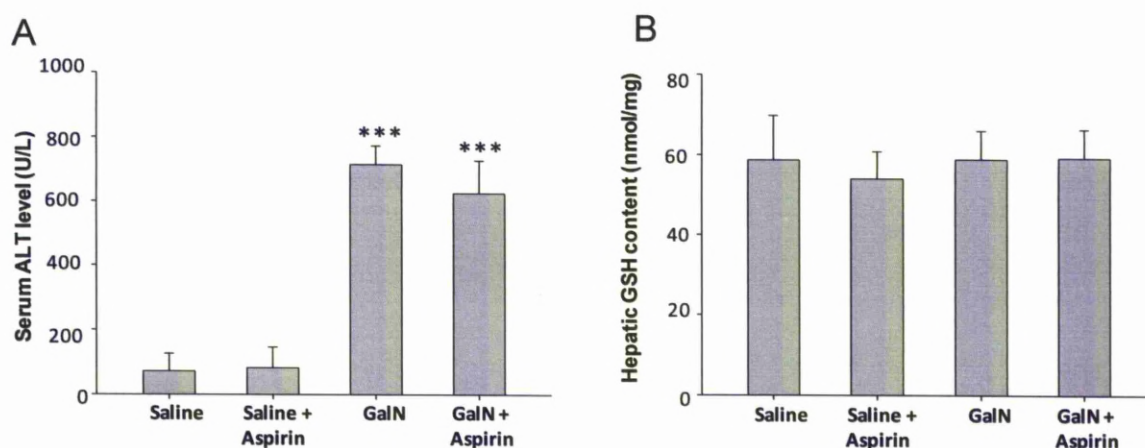 A
Serum ALT level (U/L)
1000
800
600
400
200
0
***
***
Saline
Saline +
Aspirin
GalN
GalN +
Aspirin
B
Hepatic GSH content (nmol/mg)
80
60
40
20
0
Saline
Saline +
Aspirin
GalN
GalN +
Aspirin